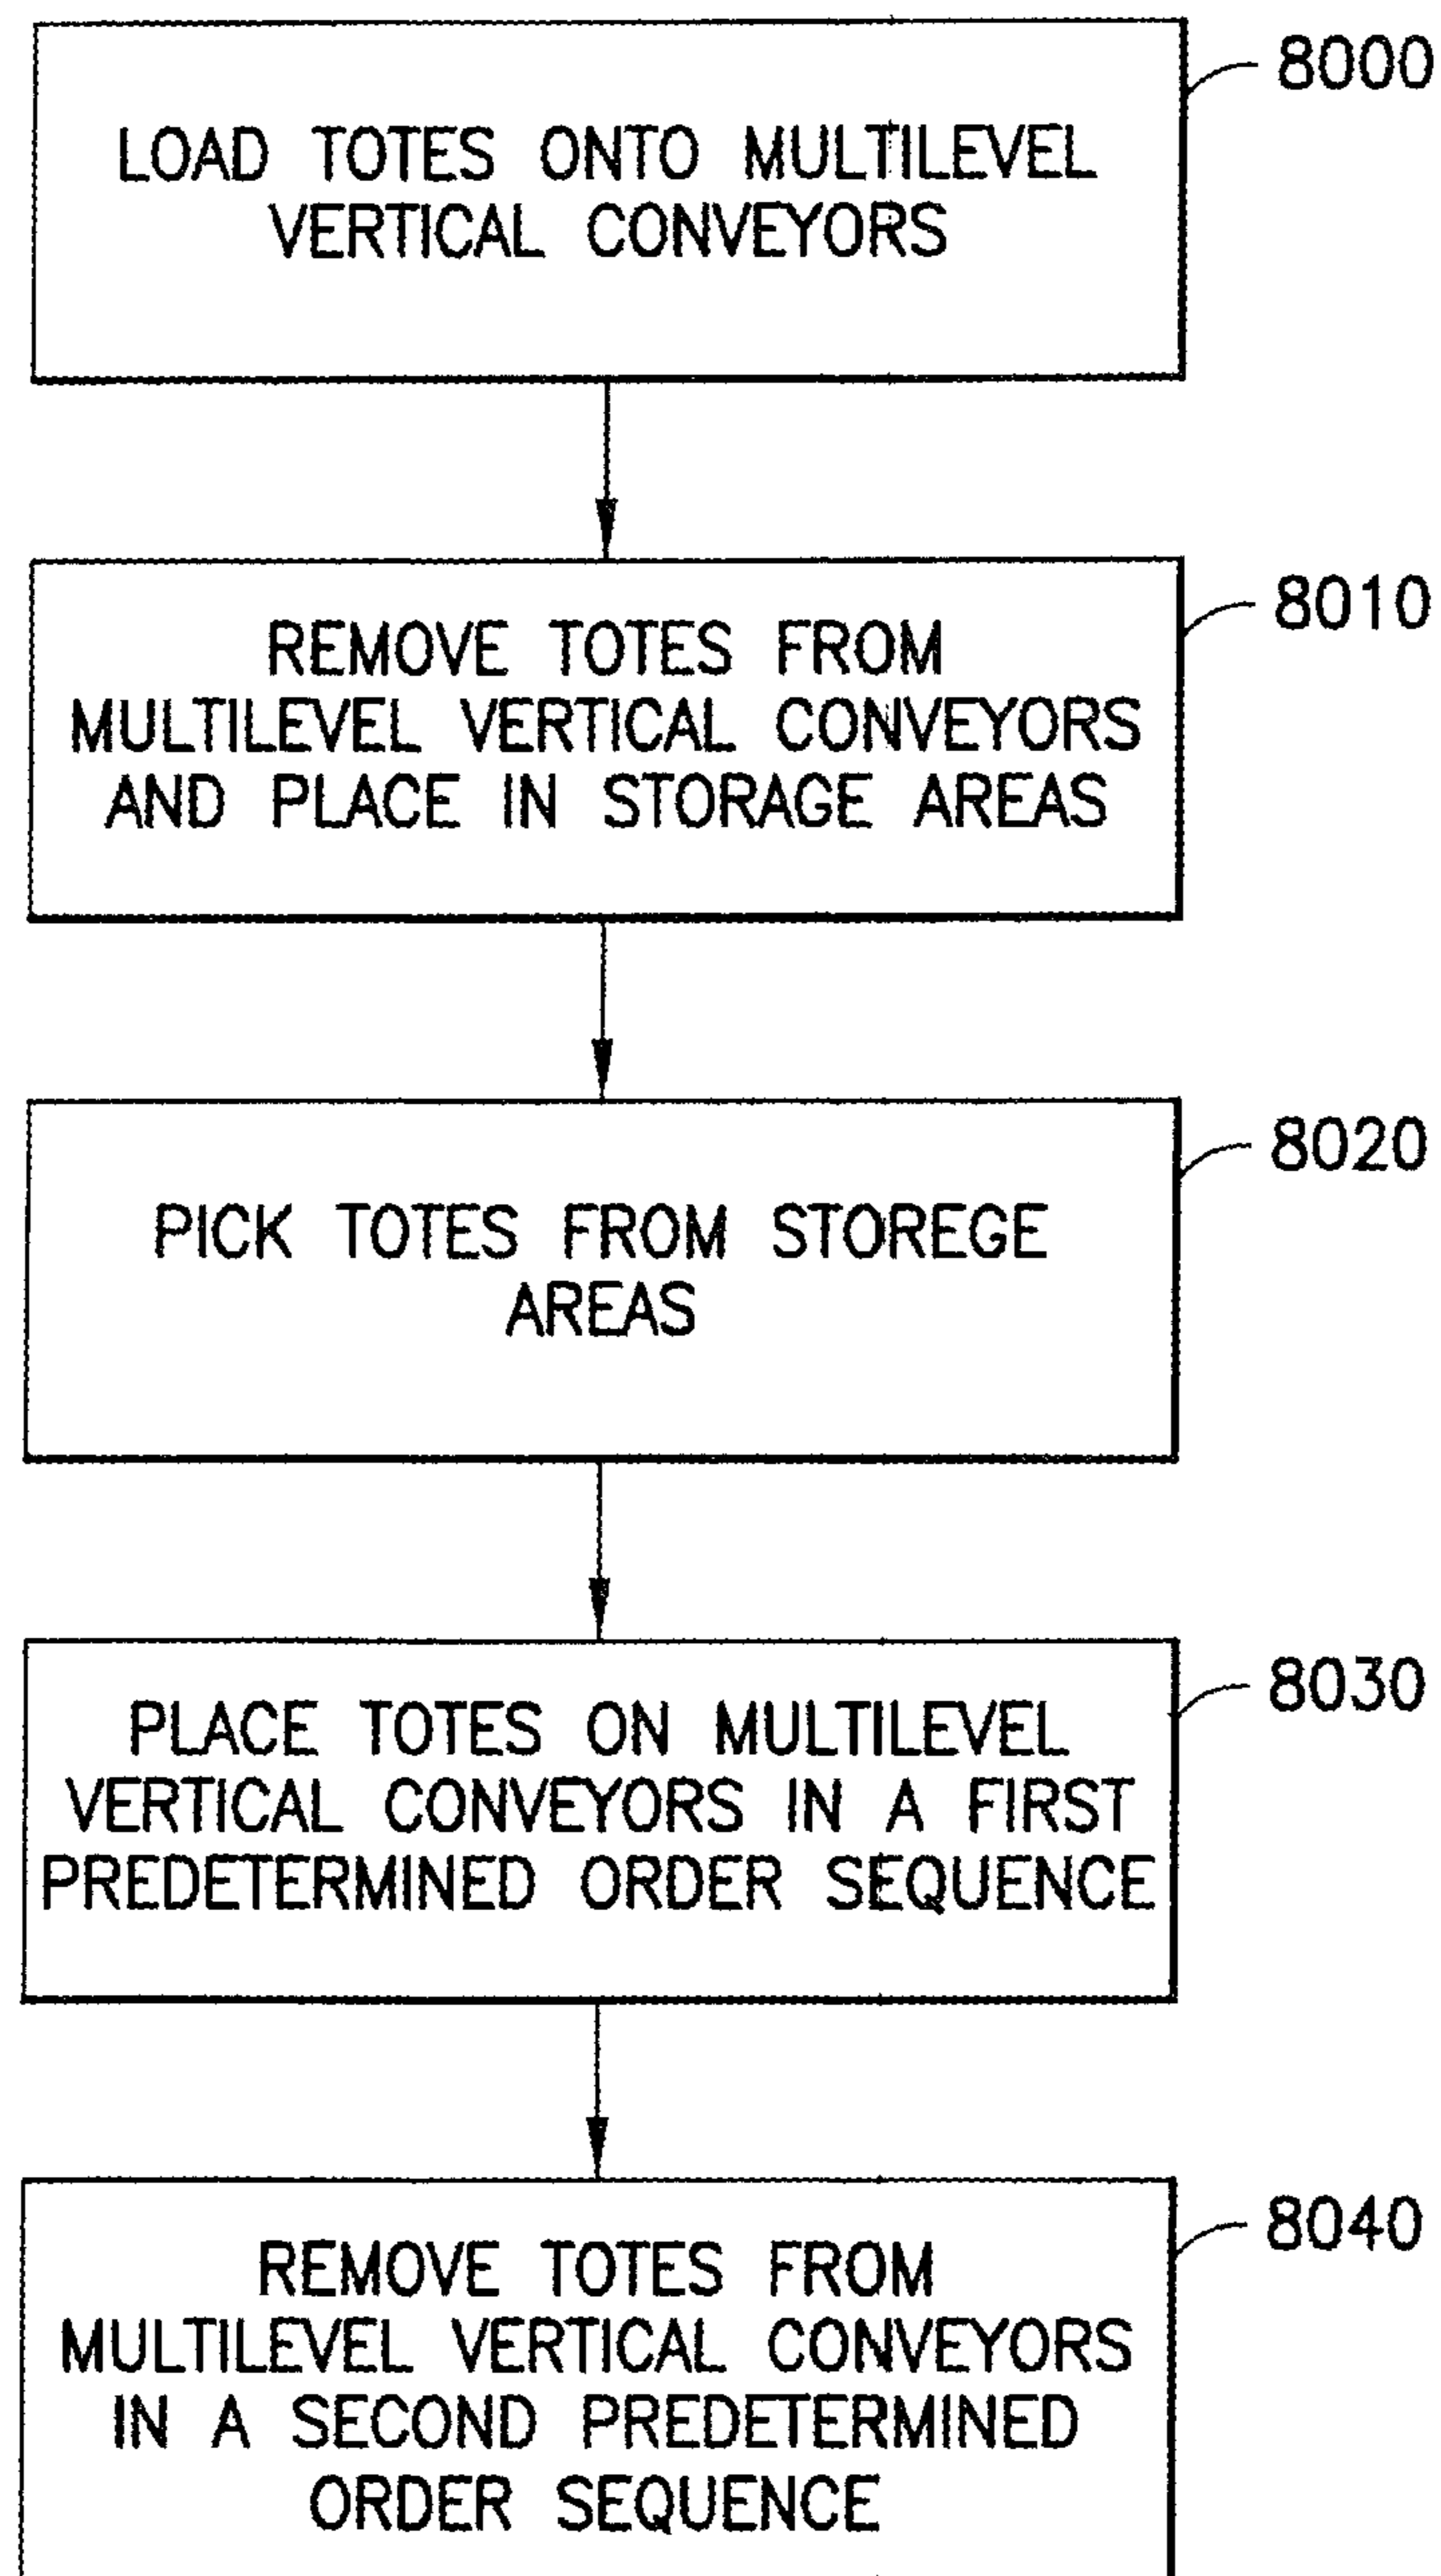 8000
LOAD TOTES ONTO MULTILEVEL
VERTICAL CONVEYORS
8010
REMOVE TOTES FROM
MULTILEVEL VERTICAL CONVEYORS
AND PLACE IN STORAGE AREAS
8020
PICK TOTES FROM STOREGE
AREAS
8030
PLACE TOTES ON MULTILEVEL
VERTICAL CONVEYORS IN A FIRST
PREDETERMINED ORDER SEQUENCE
8040
REMOVE TOTES FROM
MULTILEVEL VERTICAL CONVEYORS
IN A SECOND PREDETERMINED
ORDER SEQUENCE